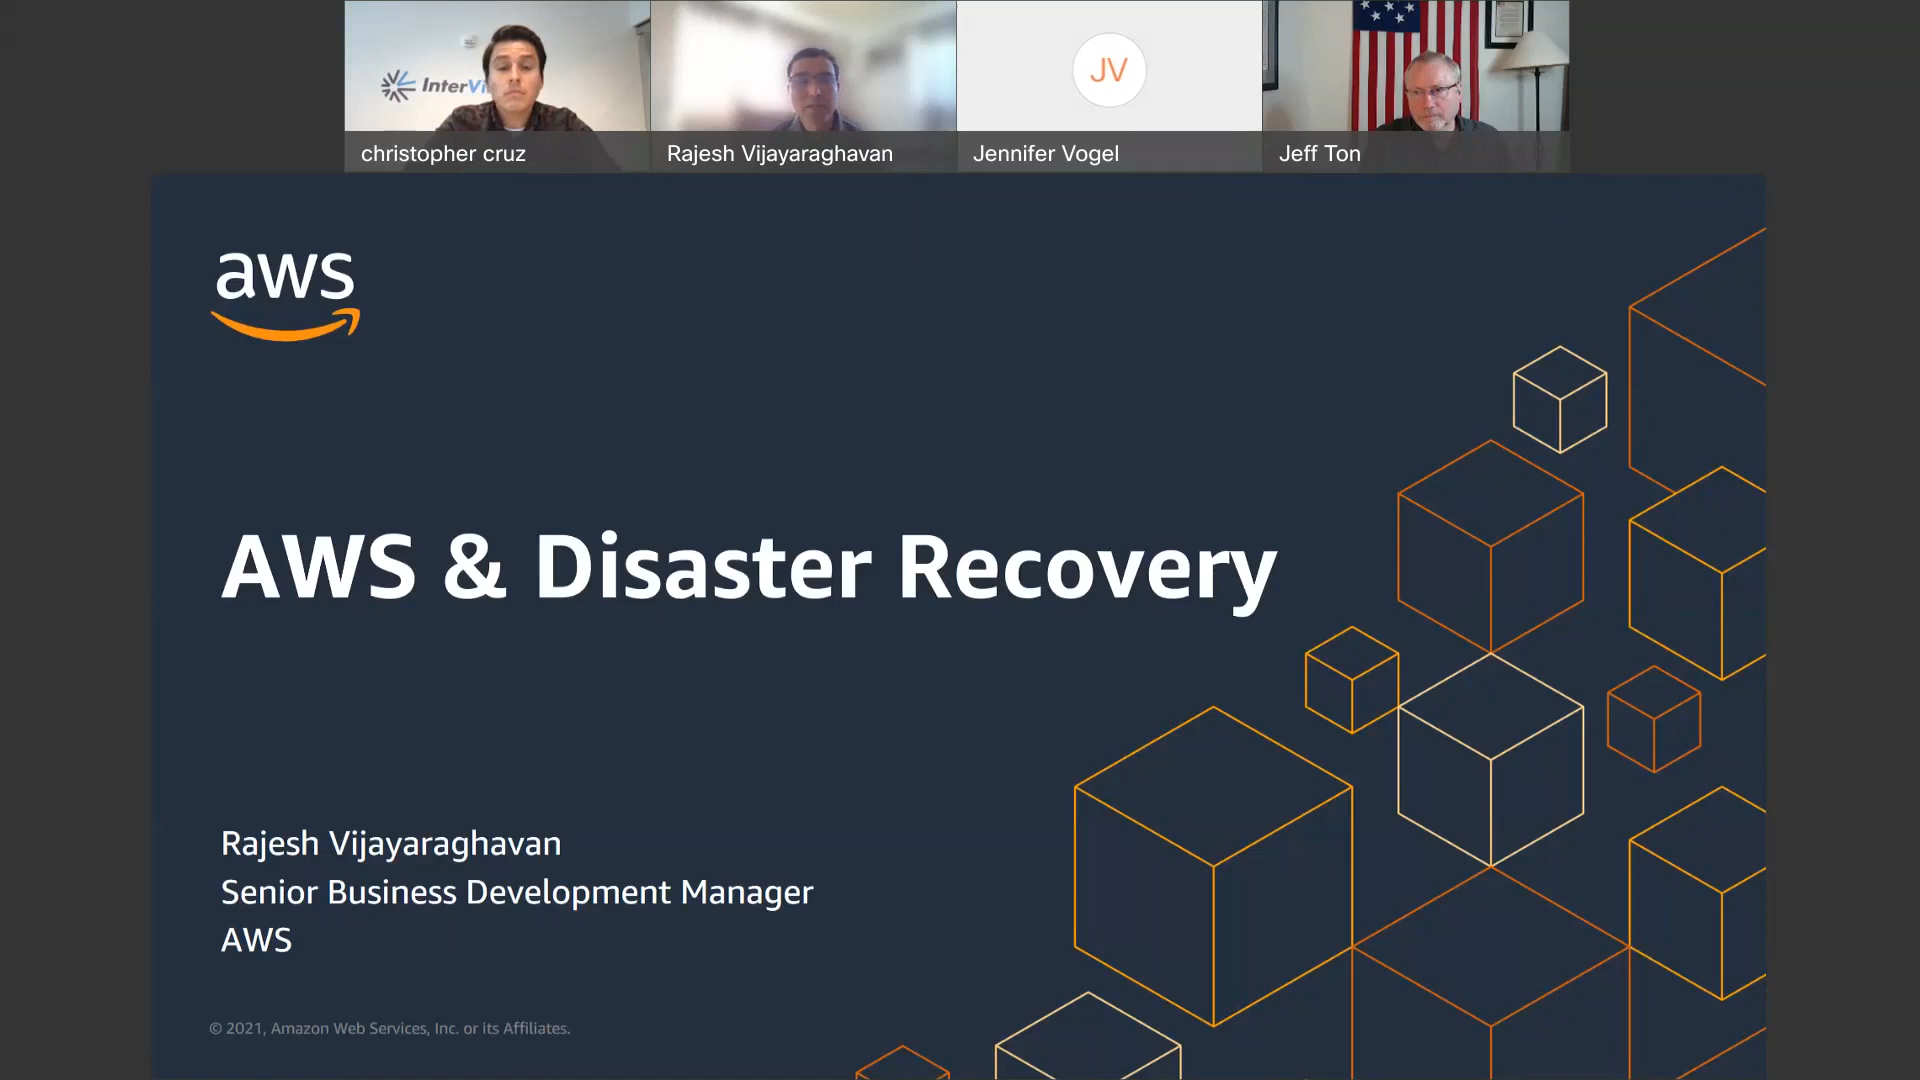 InterVi
christopher cruz
Rajesh Vijayaraghavan
JV
Jennifer Vogel
Jeff Ton
aws
AWS & Disaster Recovery
Rajesh Vijayaraghavan
Senior Business Development Manager
AWS
© 2021, Amazon Web Services, Inc. or its Affiliates.